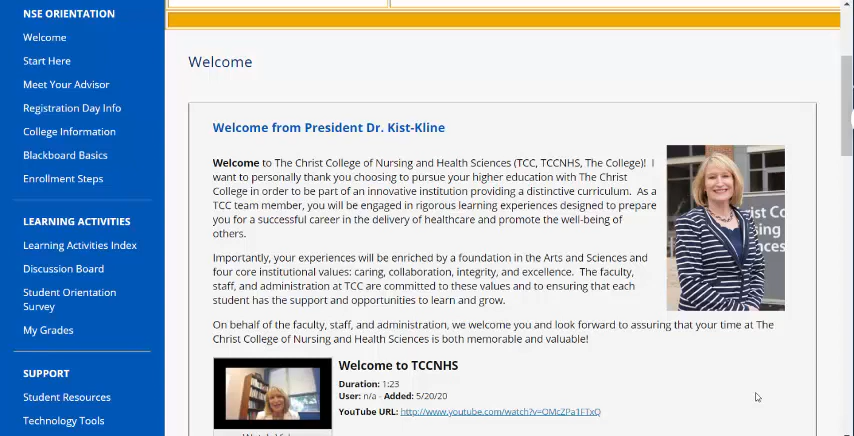 NSE ORIENTATION
Welcome
Start Here
Meet Your Advisor
Registration Day Info
College Information
Blackboard Basics
Enrollment Steps
LEARNING ACTIVITIES
Learning Activities Index
Discussion Board
Student Orientation
Survey
My Grades
SUPPORT
Student Resources
Technology Tools
Welcome
Welcome from President Dr. Kist-Kline
Welcome to The Christ College of Nursing and Health Sciences (TCC, TCCNHS, The College)! I
want to personally thank you choosing to pursue your higher education with The Christ
College in order to be part of an innovative institution providing a distinctive curriculum. As a
TCC team member, you will be engaged in rigorous learning experiences designed to prepare
you for a successful career in the delivery of healthcare and promote the well-being of
others.
Importantly, your experiences will be enriched by a foundation in the Arts and Sciences and
four core institutional values: caring, collaboration, integrity, and excellence. The faculty,
staff, and administration at TCC are committed to these values and to ensuring that each
student has the support and opportunities to learn and grow.
On behalf of the faculty, staff, and administration, we welcome you and look forward to assuring that your time at The
Christ College of Nursing and Health Sciences is both memorable and valuable!
Welcome to TCCNHS
Duration: 1:23
User: n/a - Added: 5/20/20
YouTube URL: http://www.youtube.com/watch?v=OMcZPa1FTxQ